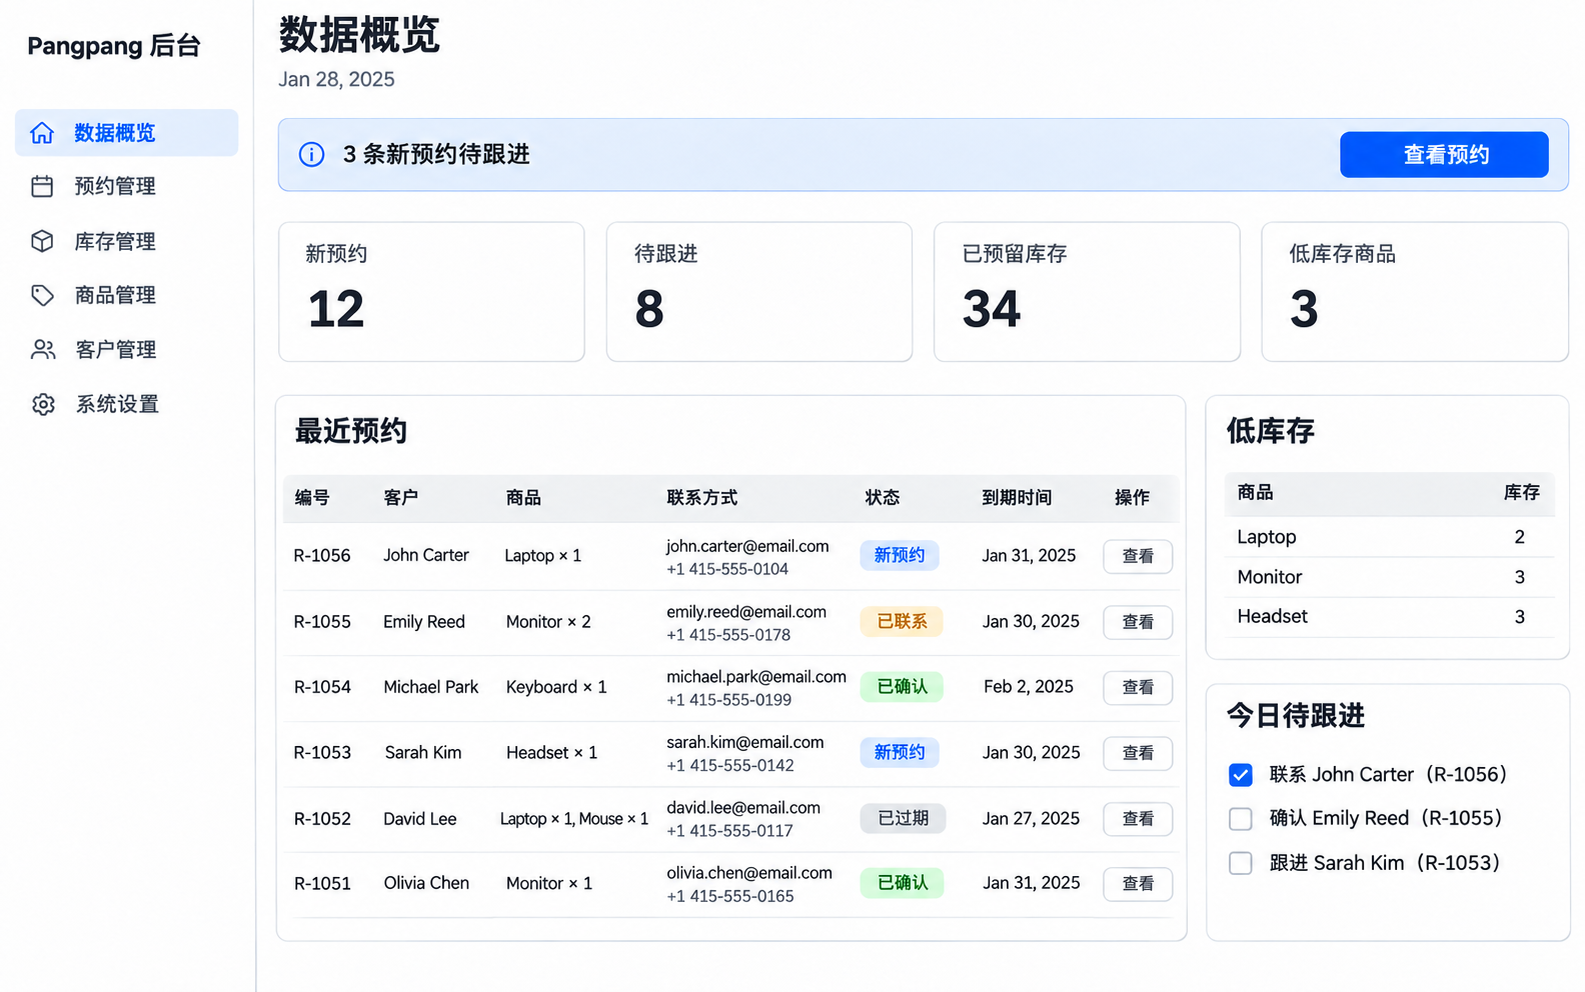 Pangpang 后台
数据概览
预约管理
库存管理
商品管理
客户管理
系统设置
数据概览
Jan 28, 2025
3 条新预约待跟进
查看预约
新预约
12
待跟进
8
已预留库存
34
低库存商品
3
最近预约
编号 客户 商品 联系方式 状态 到期时间 操作
R-1056 John Carter Laptop × 1 john.carter@email.com 新预约 Jan 31, 2025 查看
+1 415-555-0104
R-1055 Emily Reed Monitor × 2 emily.reed@email.com 已联系 Jan 30, 2025 查看
+1 415-555-0178
R-1054 Michael Park Keyboard × 1 michael.park@email.com 已确认 Feb 2, 2025 查看
+1 415-555-0199
R-1053 Sarah Kim Headset × 1 sarah.kim@email.com 新预约 Jan 30, 2025 查看
+1 415-555-0142
R-1052 David Lee Laptop × 1, Mouse × 1 david.lee@email.com 已过期 Jan 27, 2025 查看
+1 415-555-0117
R-1051 Olivia Chen Monitor × 1 olivia.chen@email.com 已确认 Jan 31, 2025 查看
+1 415-555-0165
低库存
商品 库存
Laptop 2
Monitor 3
Headset 3
今日待跟进
联系 John Carter（R-1056）
确认 Emily Reed（R-1055）
跟进 Sarah Kim（R-1053）